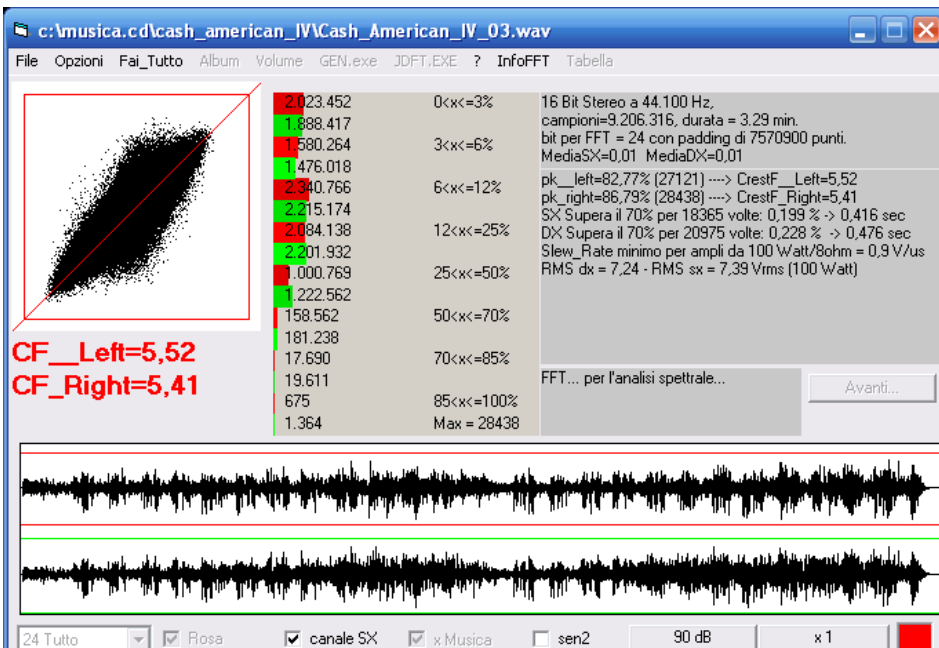 c:\musica.cd\cash_american_IV\Cash_American_IV_03.wav
File Opzioni Fai_Tutto Album Volume GEN.exe JDFT.EXE ? InfoFFT Tabella
2.023.452 0<x<=3%
1.888.417
1.580.264 3<x<=6%
1.476.018
2.340.766 6<x<=12%
2.215.174
2.084.138 12<x<=25%
2.201.932
1.000.769 25<x<=50%
1.222.562
158.562 50<x<=70%
181.238
17.690 70<x<=85%
19.611
675 85<x<=100%
1.364 Max = 28438
16 Bit Stereo a 44.100 Hz,
campioni=9.206.316, durata = 3.29 min.
bit per FFT = 24 con padding di 7570900 punti.
MediaSX=0,01 MediaDX=0,01
pk__left=82,77% (27121) ----> CrestF__Left=5,52
pk_right=86,79% (28438) ----> CrestF_Right=5,41
SX Supera il 70% per 18365 volte: 0,199 % -> 0,416 sec
DX Supera il 70% per 20975 volte: 0,228 % -> 0,476 sec
Slew_Rate minimo per ampli da 100 Watt/8ohm = 0,9 V/us
RMS dx = 7,24 - RMS sx = 7,39 Vrms (100 Watt)
CF__Left=5,52
CF_Right=5,41
FFT... per l'analisi spettrale...
Avanti...
24 Tutto Rosa canale SX x Musica sen2 90 dB x 1